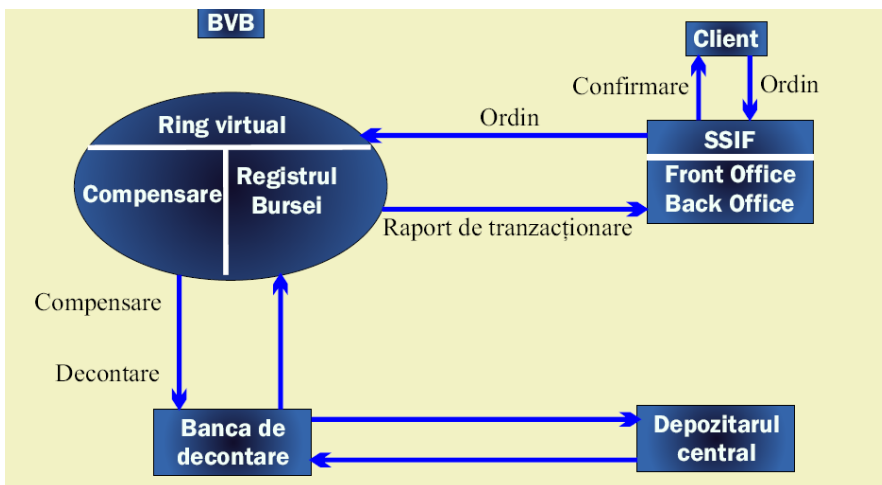 BVB
Client
Confirmare
Ordin
Ring virtual
Ordin
SSIF
Compensare
Registrul
Bursei
Front Office
Back Office
Raport de tranzacționare
Compensare
Decontare
Banca de
decontare
Depozitarul
central